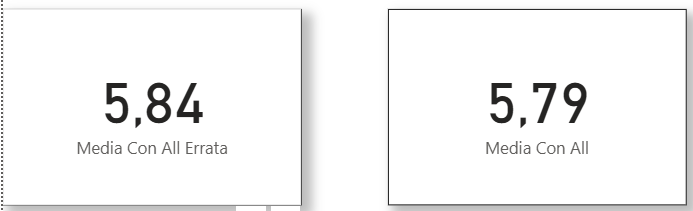 5,84
Media Con All Errata
5,79
Media Con All